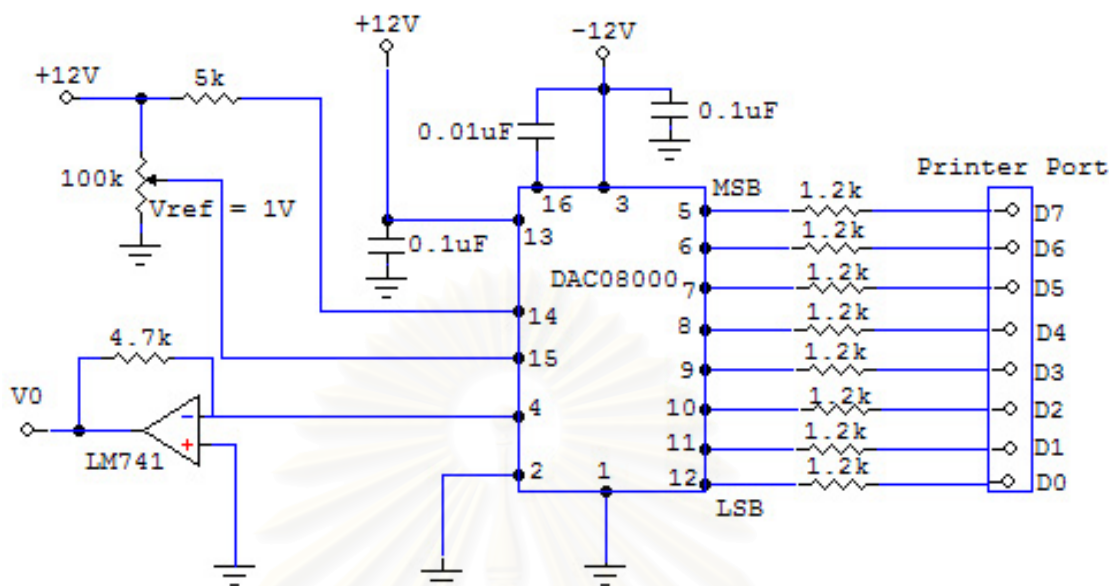 +12V
-12V
+12V
5k
0.01uF
0.1uF
Printer Port
100k
Vref = 1V
16
3
MSB
5
1.2k
D7
13
0.1uF
6
1.2k
D6
DAC08000
7
1.2k
D5
14
8
1.2k
D4
4.7k
15
9
1.2k
D3
V0
-
4
10
1.2k
D2
+
LM741
11
1.2k
D1
2
1
12
1.2k
D0
LSB